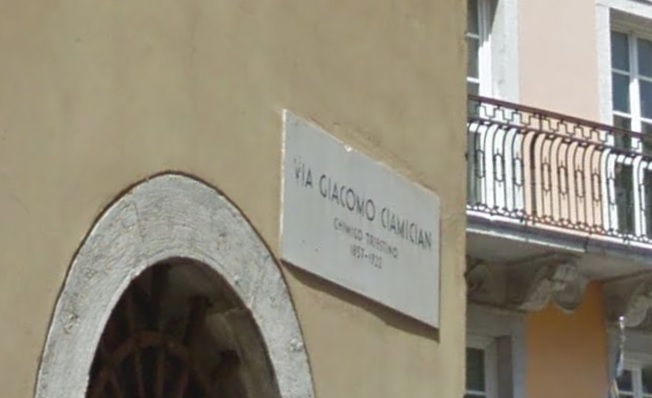 VIA GIACOMO CIAMICIAN
CHIMICO TRIESTINO
1857-1922